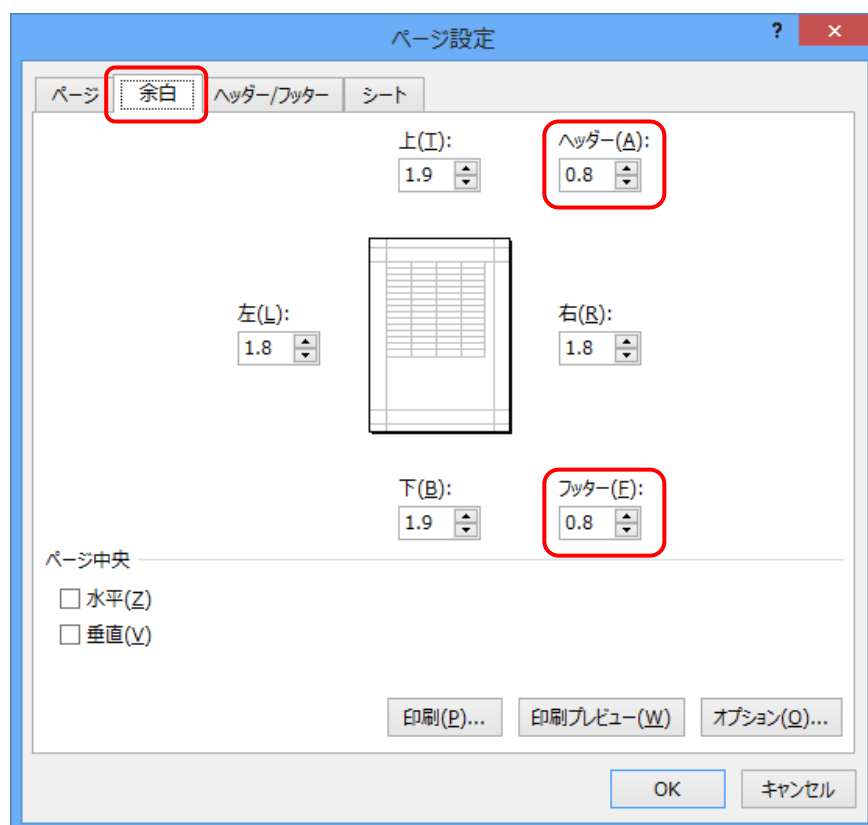 ページ設定
?
ページ 余白 ヘッダー/フッター シート
上(T): ヘッダー(A):
1.9 0.8
左(L): 右(R):
1.8 1.8
下(B): フッター(F):
1.9 0.8
ページ中央
水平(Z)
垂直(V)
印刷(P)... 印刷プレビュー(W) オプション(O)...
OK キャンセル